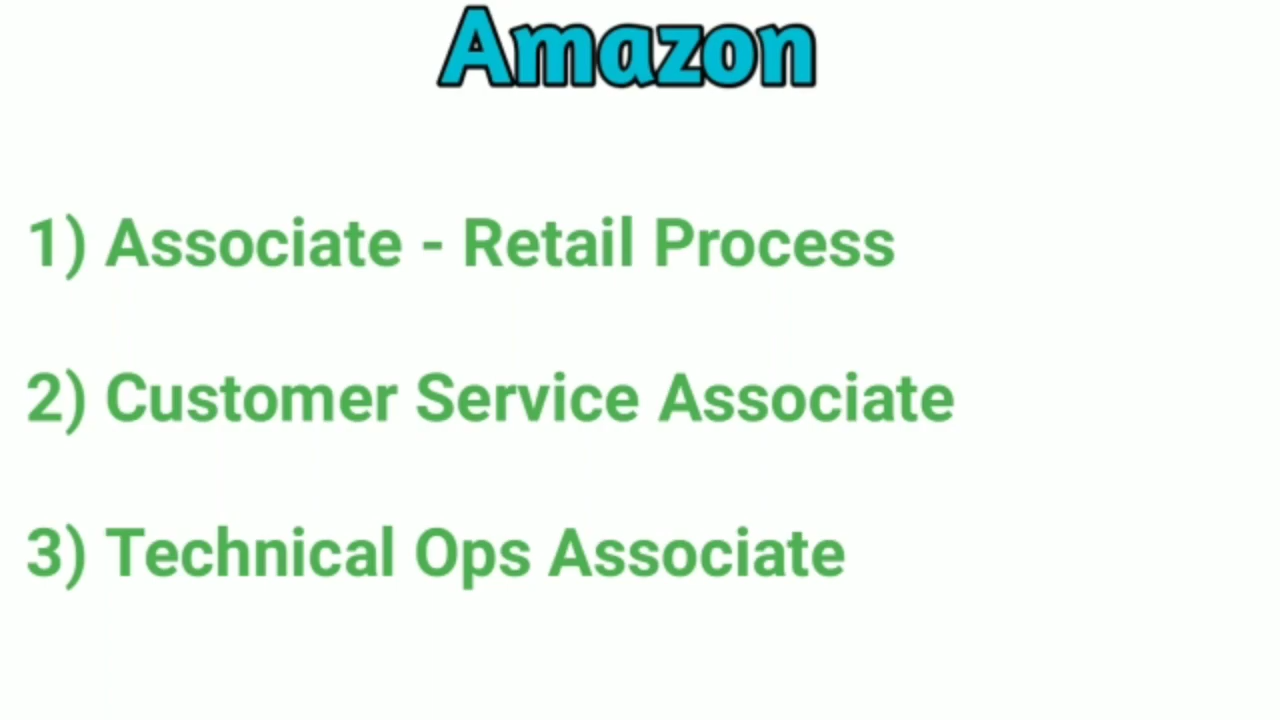 Amazon
1) Associate - Retail Process
2) Customer Service Associate
3) Technical Ops Associate